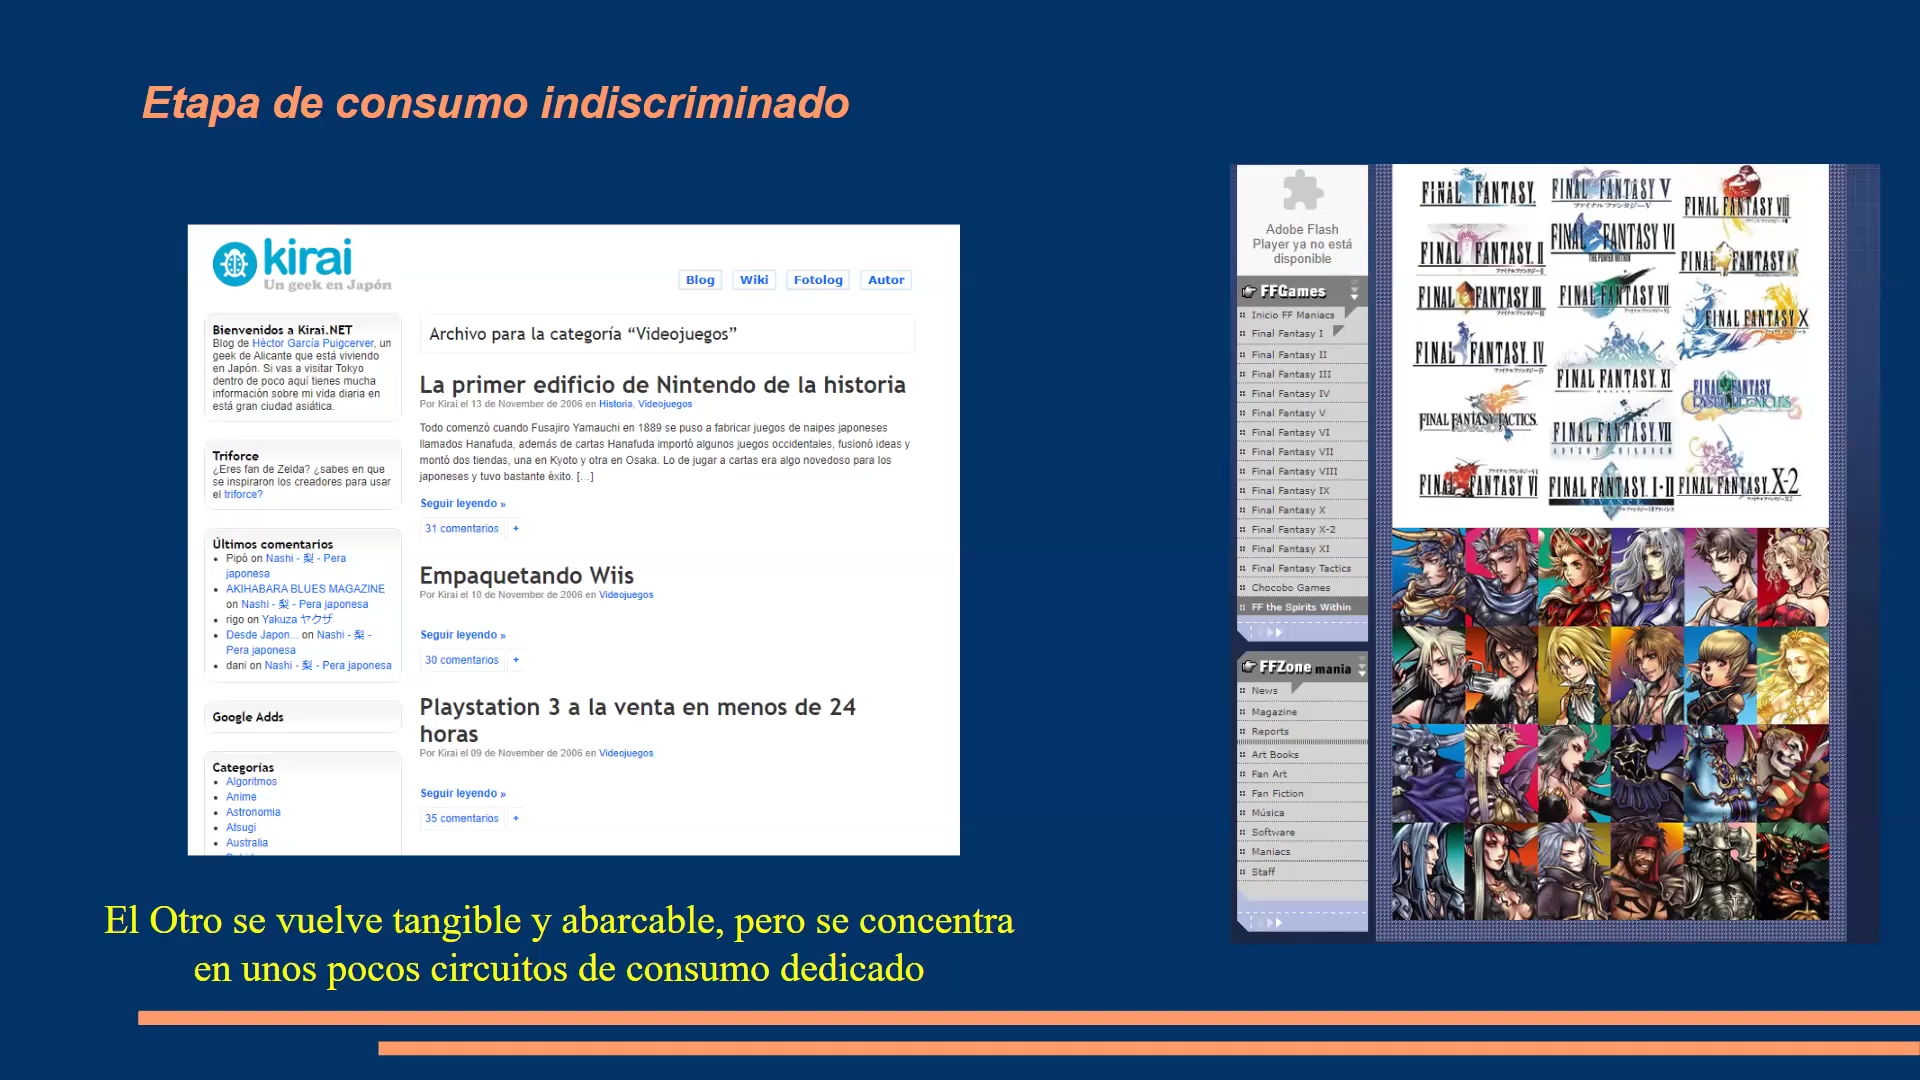 Etapa de consumo indiscriminado
kirai
Un geek en Japón
Blog
Wiki
Fotolog
Autor
Bienvenidos a Kirai.NET
Blog de Héctor García Puigcerver, un
geek de Alicante que está viviendo
en Japón. Si vas a visitar Tokyo
dentro de poco aquí tienes mucha
información sobre mi vida diaria en
está gran ciudad asiática.
Triforce
¿Eres fan de Zelda? ¿sabes en que
se inspiraron los creadores para usar
el triforce?
Últimos comentarios
Pipó on Nashi - 梨 - Pera
japonesa
AKIHABARA BLUES MAGAZINE
on Nashi - 梨 - Pera japonesa
rigo on Yakuza ヤクザ
Desde Japon... on Nashi - 梨 -
Pera japonesa
dani on Nashi - 梨 - Pera japonesa
Google Adds
Categorías
Algoritmos
Anime
Astronomia
Atsugi
Australia
Archivo para la categoría “Videojuegos”
La primer edificio de Nintendo de la historia
Por Kirai el 13 de November de 2006 en Historia, Videojuegos
Todo comenzó cuando Fusajiro Yamauchi en 1889 se puso a fabricar juegos de naipes japoneses
llamados Hanafuda, además de cartas Hanafuda importó algunos juegos occidentales, fusionó ideas y
montó dos tiendas, una en Kyoto y otra en Osaka. Lo de jugar a cartas era algo novedoso para los
japoneses y tuvo bastante éxito. [...]
Seguir leyendo »
31 comentarios +
Empaquetando Wiis
Por Kirai el 10 de November de 2006 en Videojuegos
Seguir leyendo »
30 comentarios +
Playstation 3 a la venta en menos de 24
horas
Por Kirai el 09 de November de 2006 en Videojuegos
Seguir leyendo »
35 comentarios +
El Otro se vuelve tangible y abarcable, pero se concentra
en unos pocos circuitos de consumo dedicado
Adobe Flash
Player ya no está
disponible
FFGames
Inicio FF Maniacs
Final Fantasy I
Final Fantasy II
Final Fantasy III
Final Fantasy IV
Final Fantasy V
Final Fantasy VI
Final Fantasy VII
Final Fantasy VIII
Final Fantasy IX
Final Fantasy X
Final Fantasy X-2
Final Fantasy XI
Final Fantasy Tactics
Chocobo Games
FF the Spirits Within
FFZone mania
News
Magazine
Reports
Art Books
Fan Art
Fan Fiction
Música
Software
Maniacs
Staff
FINAL FANTASY.
FINAL FANTASY V
FINAL FANTASY VIII
FINAL FANTASY. II
FINAL FANTASY VI
FINAL FANTASY IX
FINAL FANTASY III
FINAL FANTASY VII
FINAL FANTASY X
FINAL FANTASY. IV
FINAL FANTASY. XI
FINAL FANTASY CRYSTAL CHRONICLES
FINAL FANTASY TACTICS
ADVANCE
FINAL FANTASY. VII
ADVENT CHILDREN
FINAL FANTASY VI
FINAL FANTASY. I·II
ADVANCE
FINAL FANTASY. X-2